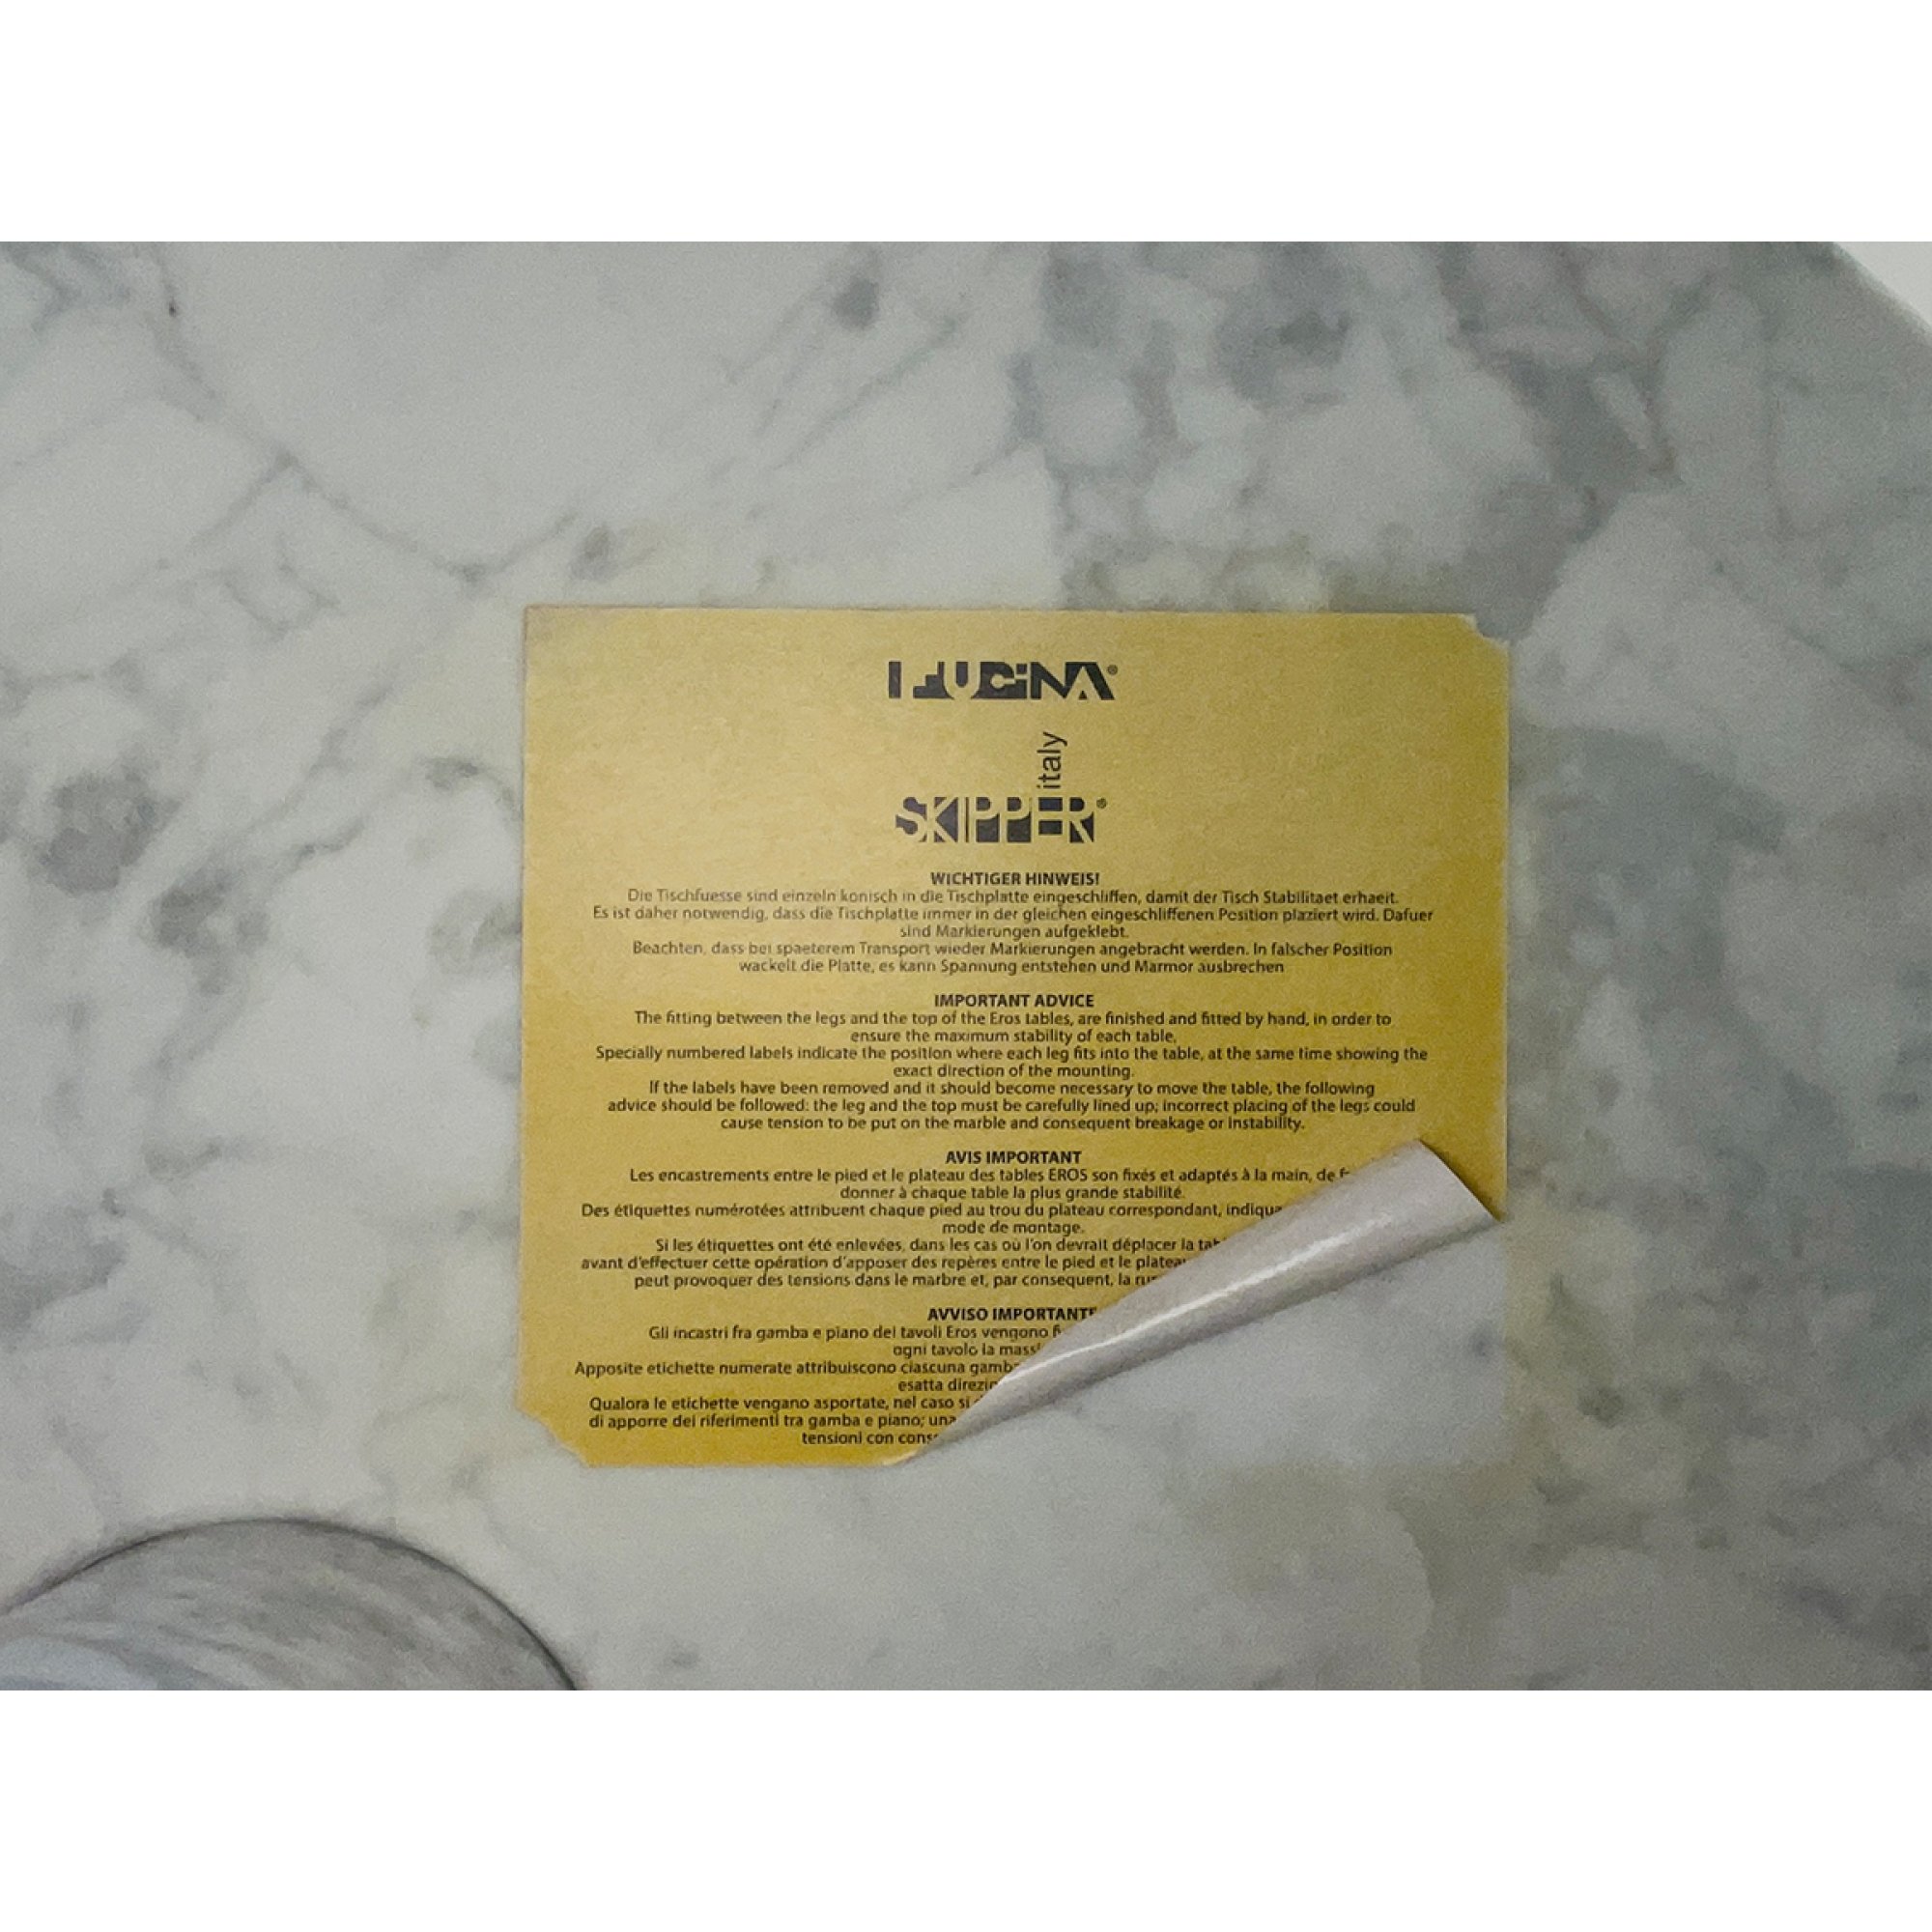 FUCINA®
italy
SKIPPER®
WICHTIGER HINWEIS!
Die Tischfuesse sind einzeln konisch in die Tischplatte eingeschliffen, damit der Tisch Stabilitaet erhaeit.
Es ist daher notwendig, dass die Tischplatte immer in der gleichen eingeschliffenen Position plaziert wird. Dafuer
sind Markierungen aufgeklebt.
Beachten, dass bei spaeterem Transport wieder Markierungen angebracht werden. In falscher Position
wackelt die Platte, es kann Spannung entstehen und Marmor ausbrechen
IMPORTANT ADVICE
The fitting between the legs and the top of the Eros tables, are finished and fitted by hand, in order to
ensure the maximum stability of each table,
Specially numbered labels indicate the position where each leg fits into the table, at the same time showing the
exact direction of the mounting.
If the labels have been removed and it should become necessary to move the table, the following
advice should be followed: the leg and the top must be carefully lined up; incorrect placing of the legs could
cause tension to be put on the marble and consequent breakage or instability.
AVIS IMPORTANT
Les encastrements entre le pied et le plateau des tables EROS son fixés et adaptés à la main, de
donner à chaque table la plus grande stabilité.
Des étiquettes numérotées attribuent chaque pied au trou du plateau correspondant,
mode de montage.
Si les étiquettes ont été enlevées, dans les cas où l'on devrait déplacer la
avant d'effectuer cette opération d'apposer des repères entre le pied et le
peut provoquer des tensions dans le marbre et, par consequent, la
AVVISO IMPORTANTE
Gli incastri fra gamba e piano dei tavoli Eros vengono
ogni tavolo la
Apposite etichette numerate attribuiscono ciascuna
esatta
Qualora le etichette vengano asportate, nel caso si
di apporre dei riferimenti tra gamba e piano;
tensioni con